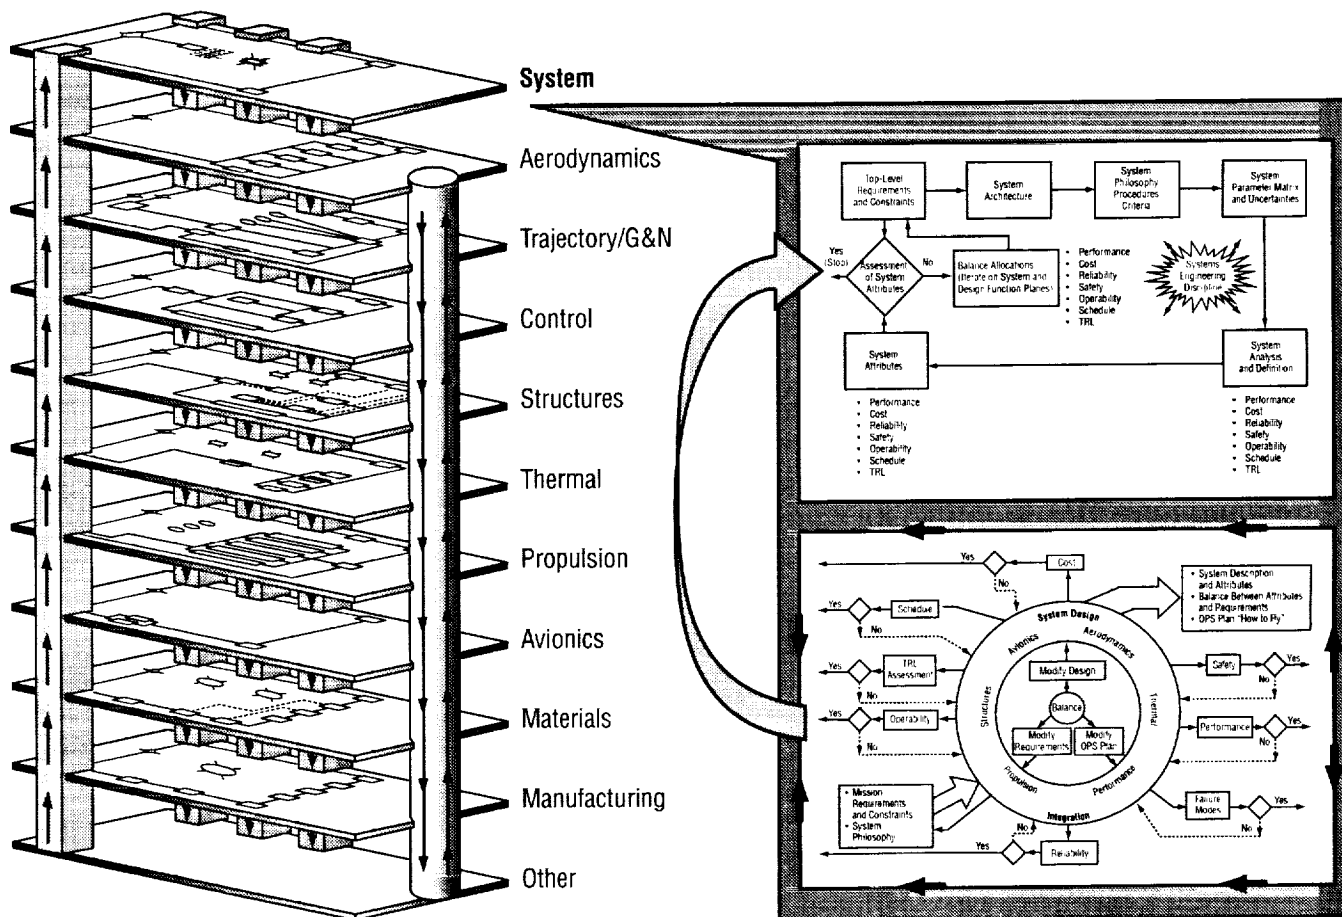 System
Aerodynamics
Trajectory/G&N
Control
Structures
Thermal
Propulsion
Avionics
Materials
Manufacturing
Other
Top-Level
Requirements
and Constraints
System
Architecture
System
Philosophy
Procedures
Criteria
System
Parameter Matrix
and Uncertainties
Yes
(Stop)
Assessment
of System
Attributes
No
Balance Allocations
(Iterate on System and
Design Function Planes)
• Performance
• Cost
• Reliability
• Safety
• Operability
• Schedule
• TRL
Systems
Engineering
Discipline
System
Attributes
System
Analysis
and Definition
• Performance
• Cost
• Reliability
• Safety
• Operability
• Schedule
• TRL
• Performance
• Cost
• Reliability
• Safety
• Operability
• Schedule
• TRL
Yes
No
Cost
Yes
No
Schedule
Yes
No
TRL
Assessment
Yes
No
Operability
• Mission
Requirements
and Constraints
• System
Philosophy
Yes
No
Reliability
System Design
Avionics
Aerodynamics
Structures
Thermal
Propulsion
Performance
Integration
Modify Design
Balance
Modify
Requirements
Modify
OPS Plan
• System Description
and Attributes
• Balance Between Attributes
and Requirements
• OPS Plan "How to Fly"
Safety
Yes
No
Performance
Yes
No
Failure
Modes
Yes
No